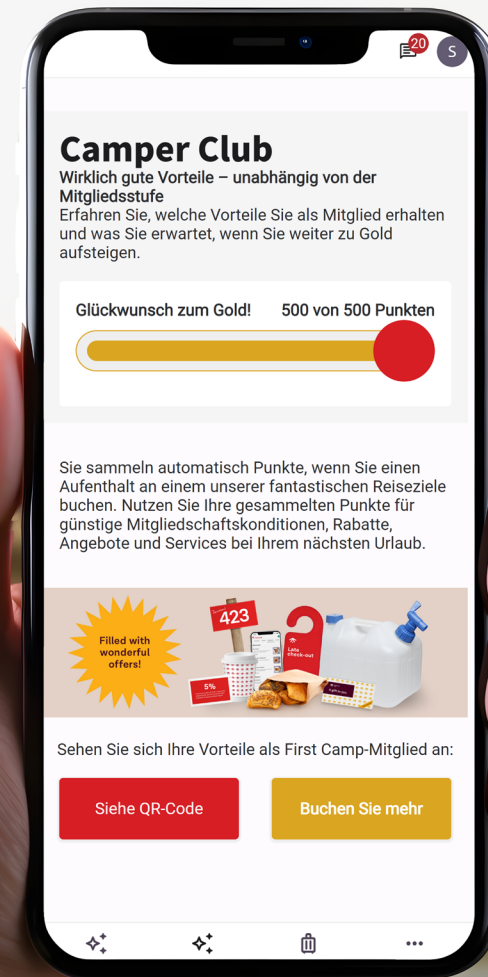 20
S
Camper Club
Wirklich gute Vorteile – unabhängig von der
Mitgliedsstufe
Erfahren Sie, welche Vorteile Sie als Mitglied erhalten
und was Sie erwartet, wenn Sie weiter zu Gold
aufsteigen.
Glückwunsch zum Gold!
500 von 500 Punkten
Sie sammeln automatisch Punkte, wenn Sie einen
Aufenthalt an einem unserer fantastischen Reiseziele
buchen. Nutzen Sie Ihre gesammelten Punkte für
günstige Mitgliedschaftskonditionen, Rabatte,
Angebote und Services bei Ihrem nächsten Urlaub.
Filled with
wonderful
offers!
423
Late
check-out
5%
Sehen Sie sich Ihre Vorteile als First Camp-Mitglied an:
Siehe QR-Code
Buchen Sie mehr